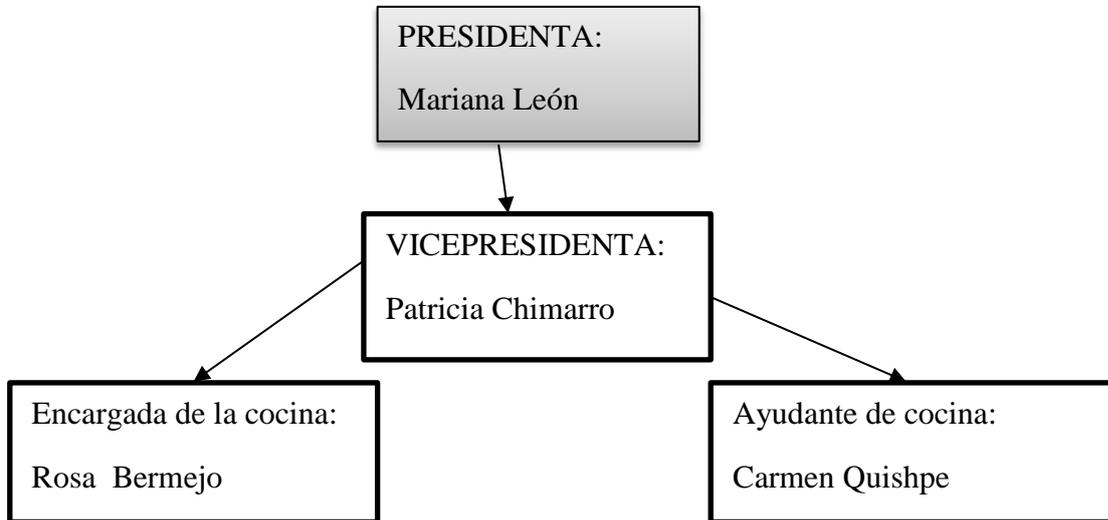 PRESIDENTA:
Mariana León
VICEPRESIDENTA:
Patricia Chimarro
Encargada de la cocina:
Rosa Bermejo
Ayudante de cocina:
Carmen Quishpe